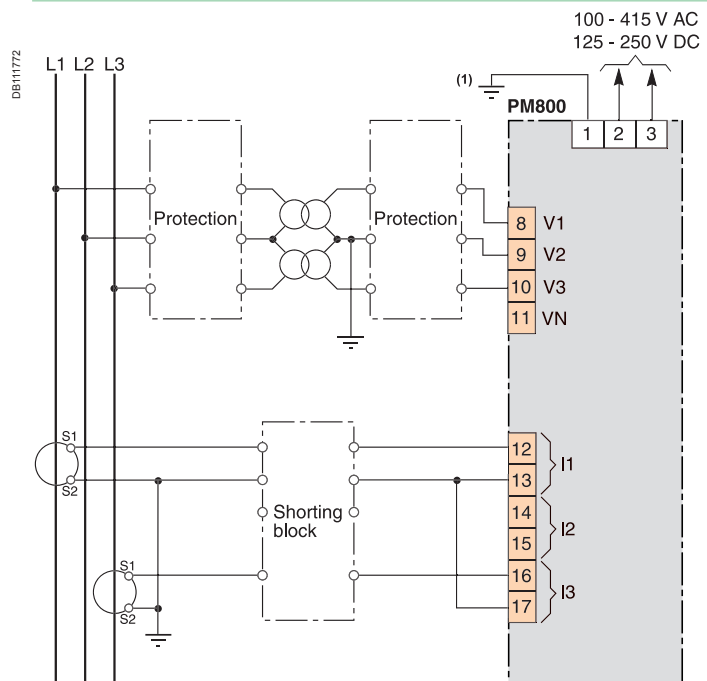 100 - 415 V AC
125 - 250 V DC
DB111772
L1 L2 L3
(1)
PM800
1 2 3
Protection
Protection
8 V1
9 V2
10 V3
11 VN
S1
S2
12
13
I1
Shorting
block
14
15
I2
S1
S2
16
17
I3